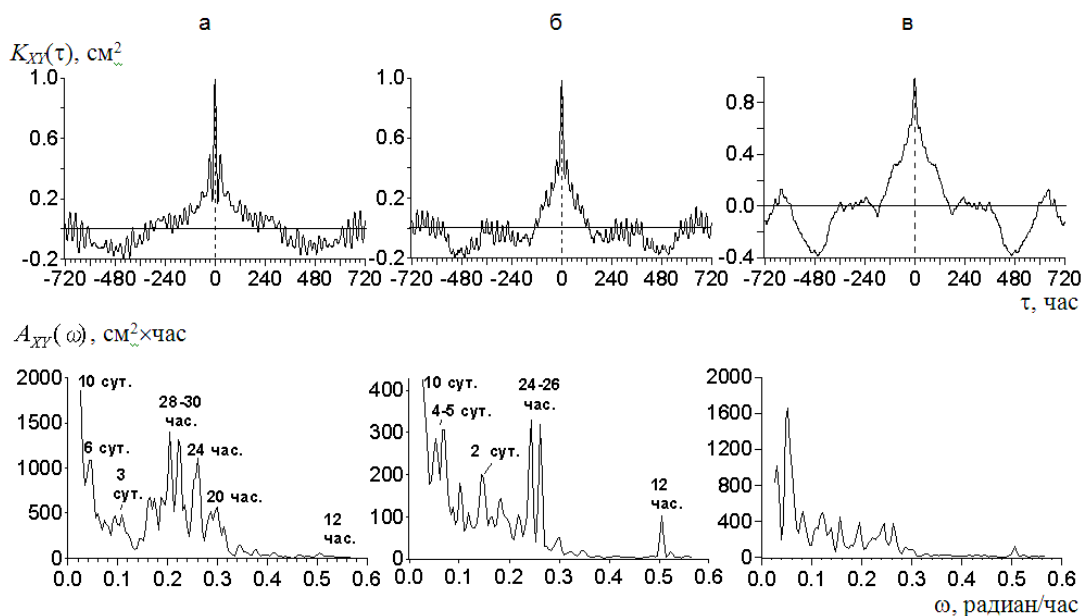 а б в
K_XY(τ), см²
1.0 1.0 0.8
0.6 0.6 0.4
0.2 0.2 0.0
-0.2 -0.2 -0.4
-720 -480 -240 0 240 480 720 -480 -240 0 240 480 720 -720 -480 -240 0 240 480 720
τ, час
A_XY(ω), см²×час
2000 1500 1000 500 0
10 сут.
6 сут.
3 сут.
28-30 час.
24 час.
20 час.
12 час.
0.0 0.1 0.2 0.3 0.4 0.5 0.6
400 300 200 100 0
10 сут.
4-5 сут.
2 сут.
24-26 час.
12 час.
0.0 0.1 0.2 0.3 0.4 0.5 0.6
2000 1600 1200 800 400 0
0.0 0.1 0.2 0.3 0.4 0.5 0.6
ω, радиан/час